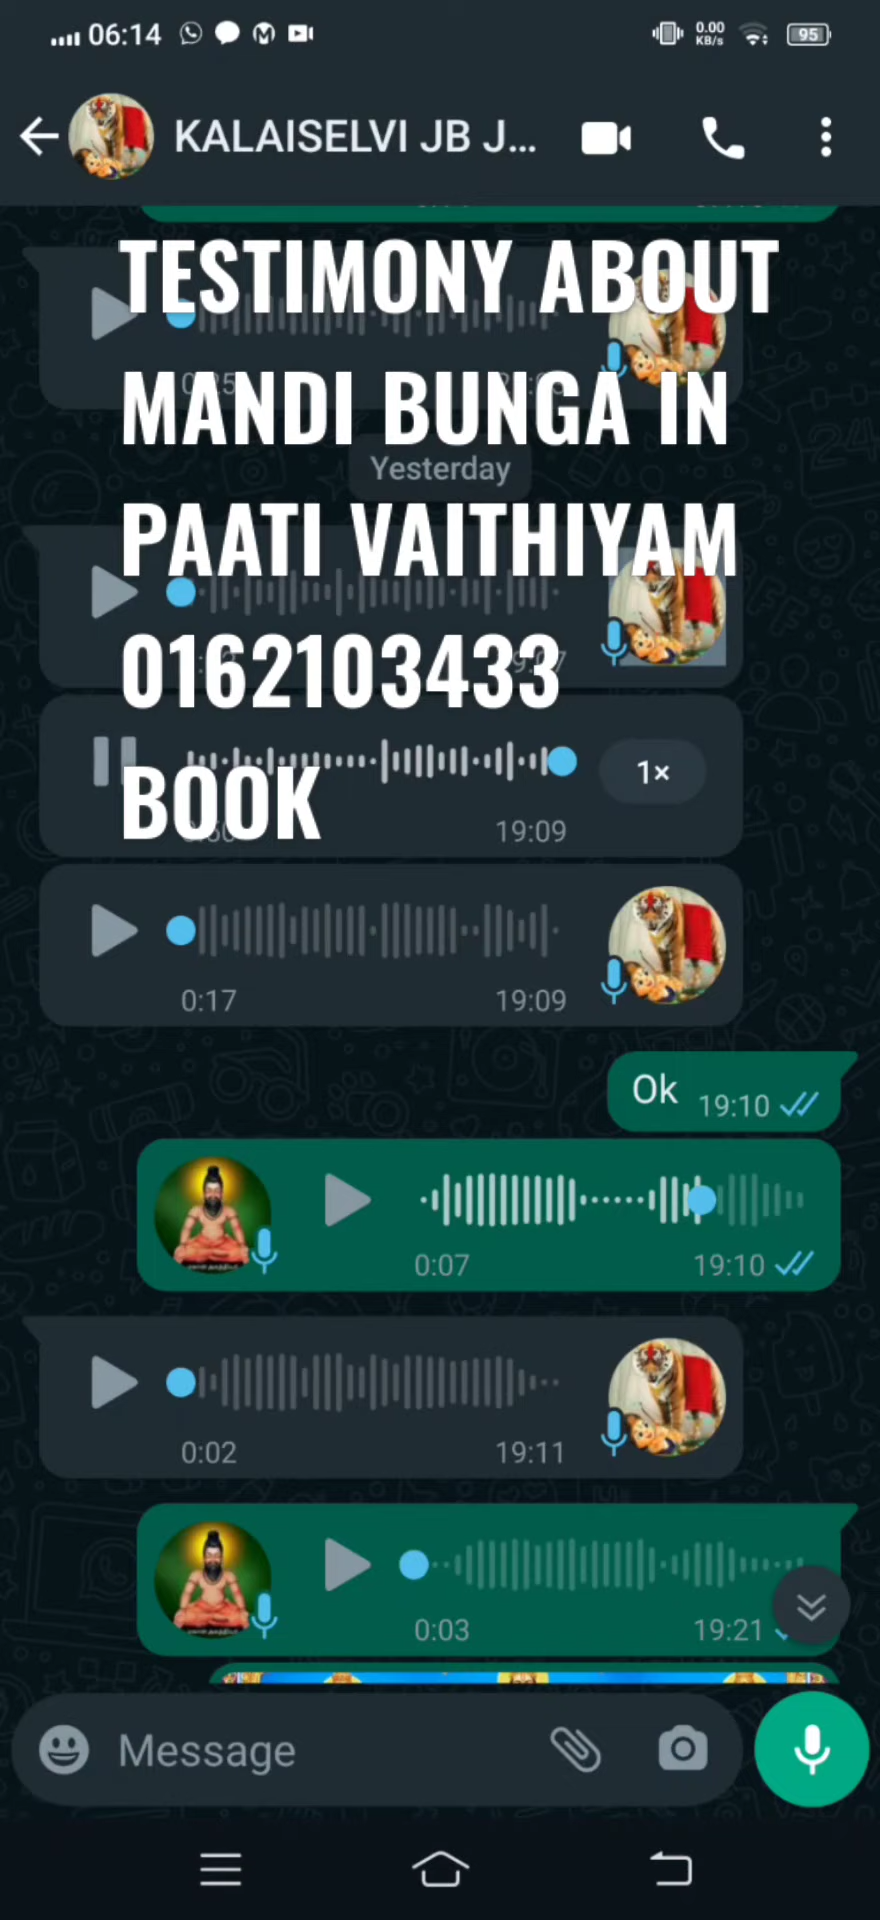 06:14
0.00
KB/s
95
KALAISELVI JB J...
TESTIMONY ABOUT
MANDI BUNGA IN
Yesterday
PAATI VAITHIYAM
0162103433
1×
BOOK
19:09
0:17
19:09
Ok
19:10
0:07
19:10
0:02
19:11
0:03
19:21
Message